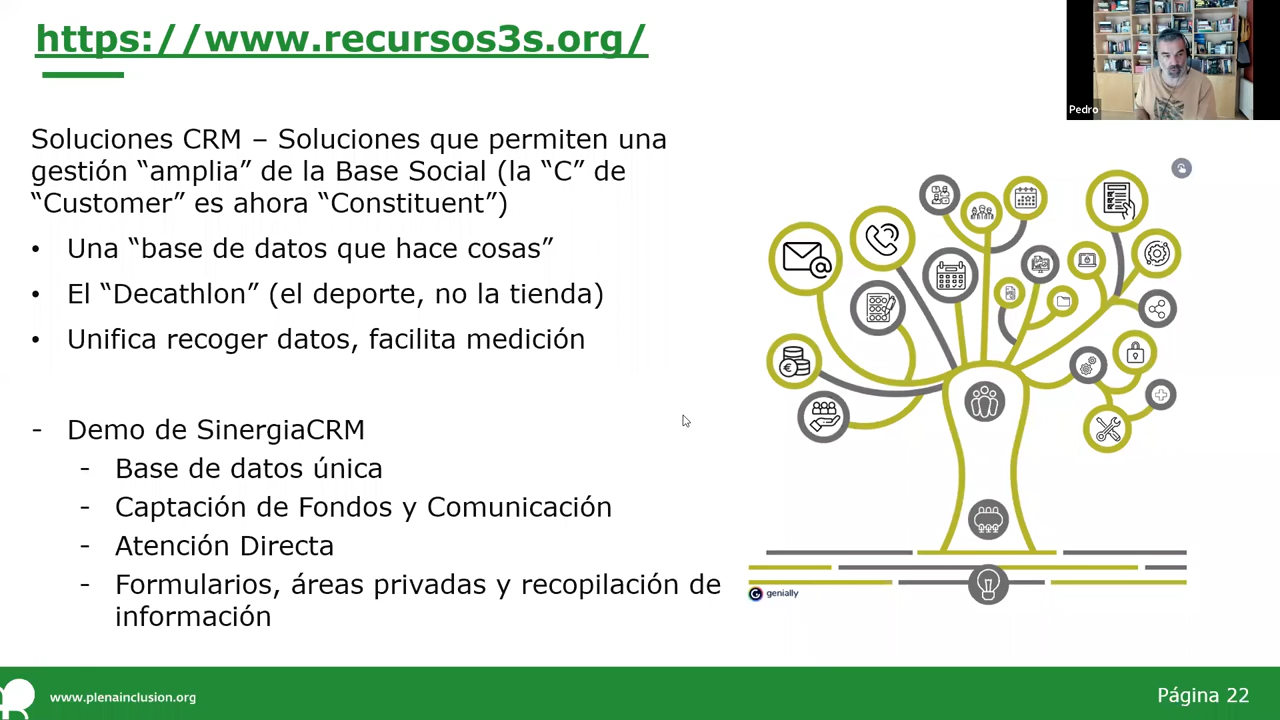 https://www.recursos3s.org/
Pedro
Soluciones CRM – Soluciones que permiten una
gestión “amplia” de la Base Social (la “C” de
“Customer” es ahora “Constituent”)
• Una “base de datos que hace cosas”
• El “Decathlon” (el deporte, no la tienda)
• Unifica recoger datos, facilita medición
- Demo de SinergiaCRM
- Base de datos única
- Captación de Fondos y Comunicación
- Atención Directa
- Formularios, áreas privadas y recopilación de
información
genially
www.plenainclusion.org
Página 22